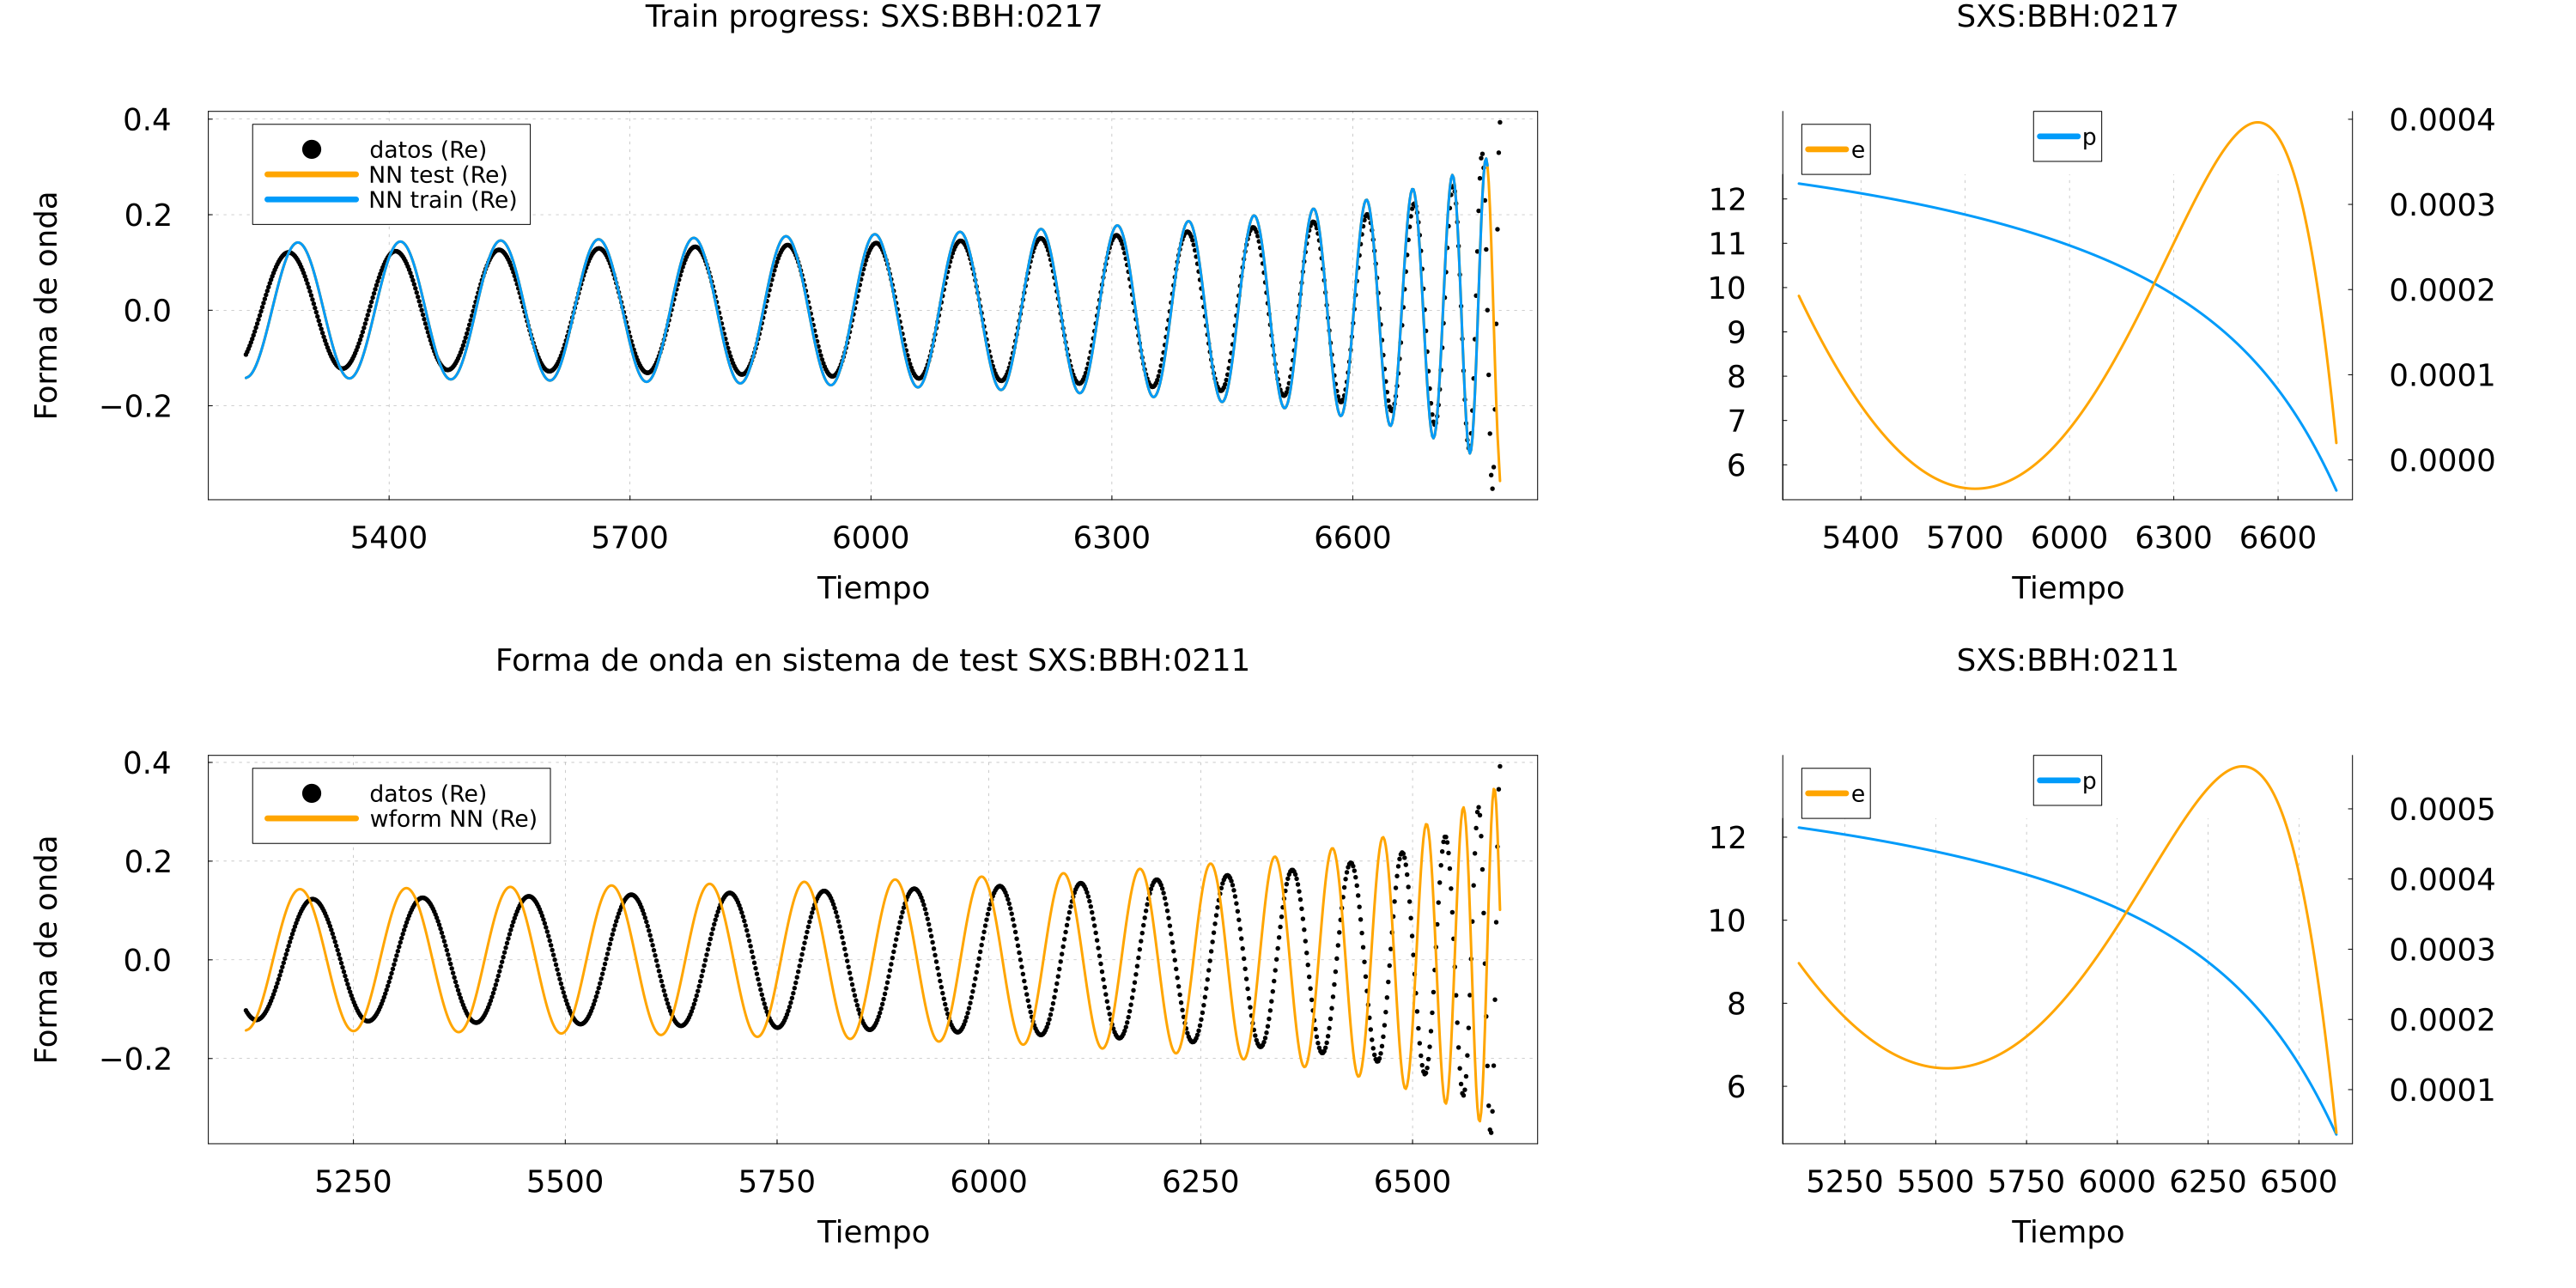 Train progress: SXS:BBH:0217
Forma de onda
0.4
0.2
0.0
−0.2
datos (Re)
NN test (Re)
NN train (Re)
5400 5700 6000 6300 6600
Tiempo
SXS:BBH:0217
e
p
12
11
10
9
8
7
6
0.0004
0.0003
0.0002
0.0001
0.0000
5400 5700 6000 6300 6600
Tiempo
Forma de onda en sistema de test SXS:BBH:0211
Forma de onda
0.4
0.2
0.0
−0.2
datos (Re)
wform NN (Re)
5250 5500 5750 6000 6250 6500
Tiempo
SXS:BBH:0211
e
p
12
10
8
6
0.0005
0.0004
0.0003
0.0002
0.0001
5250 5500 5750 6000 6250 6500
Tiempo